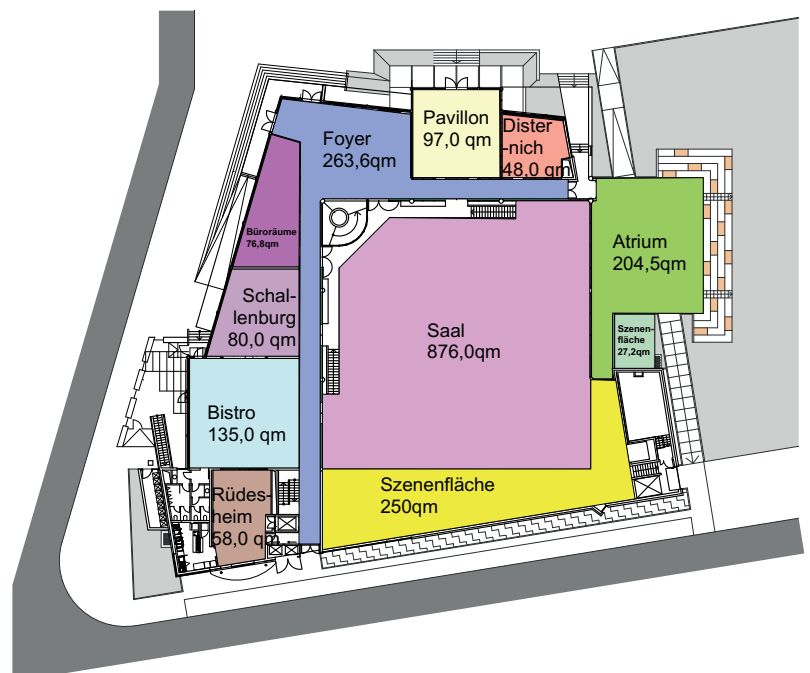 Pavillon
97,0 qm
Dister
-nich
48,0 qm
Foyer
263,6qm
Büroräume
76,8qm
Atrium
204,5qm
Schal-
lenburg
80,0 qm
Saal
876,0qm
Szenen-
fläche
27,2qm
Bistro
135,0 qm
Szenenfläche
250qm
Rüdes-
heim
58,0 qm